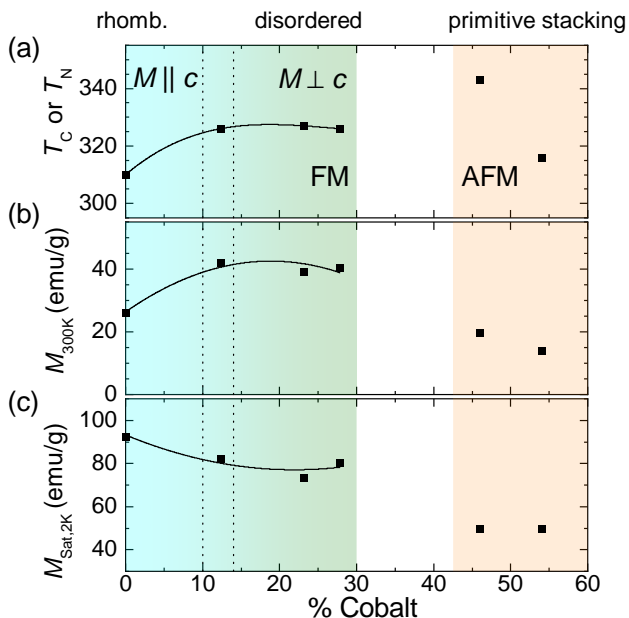 rhomb. disordered primitive stacking
(a)
M || c M ⊥ c
FM AFM
T_C or T_N
340
320
300
(b)
M_300K (emu/g)
40
20
0
(c)
M_Sat,2K (emu/g)
100
80
60
40
0 10 20 30 40 50 60
% Cobalt